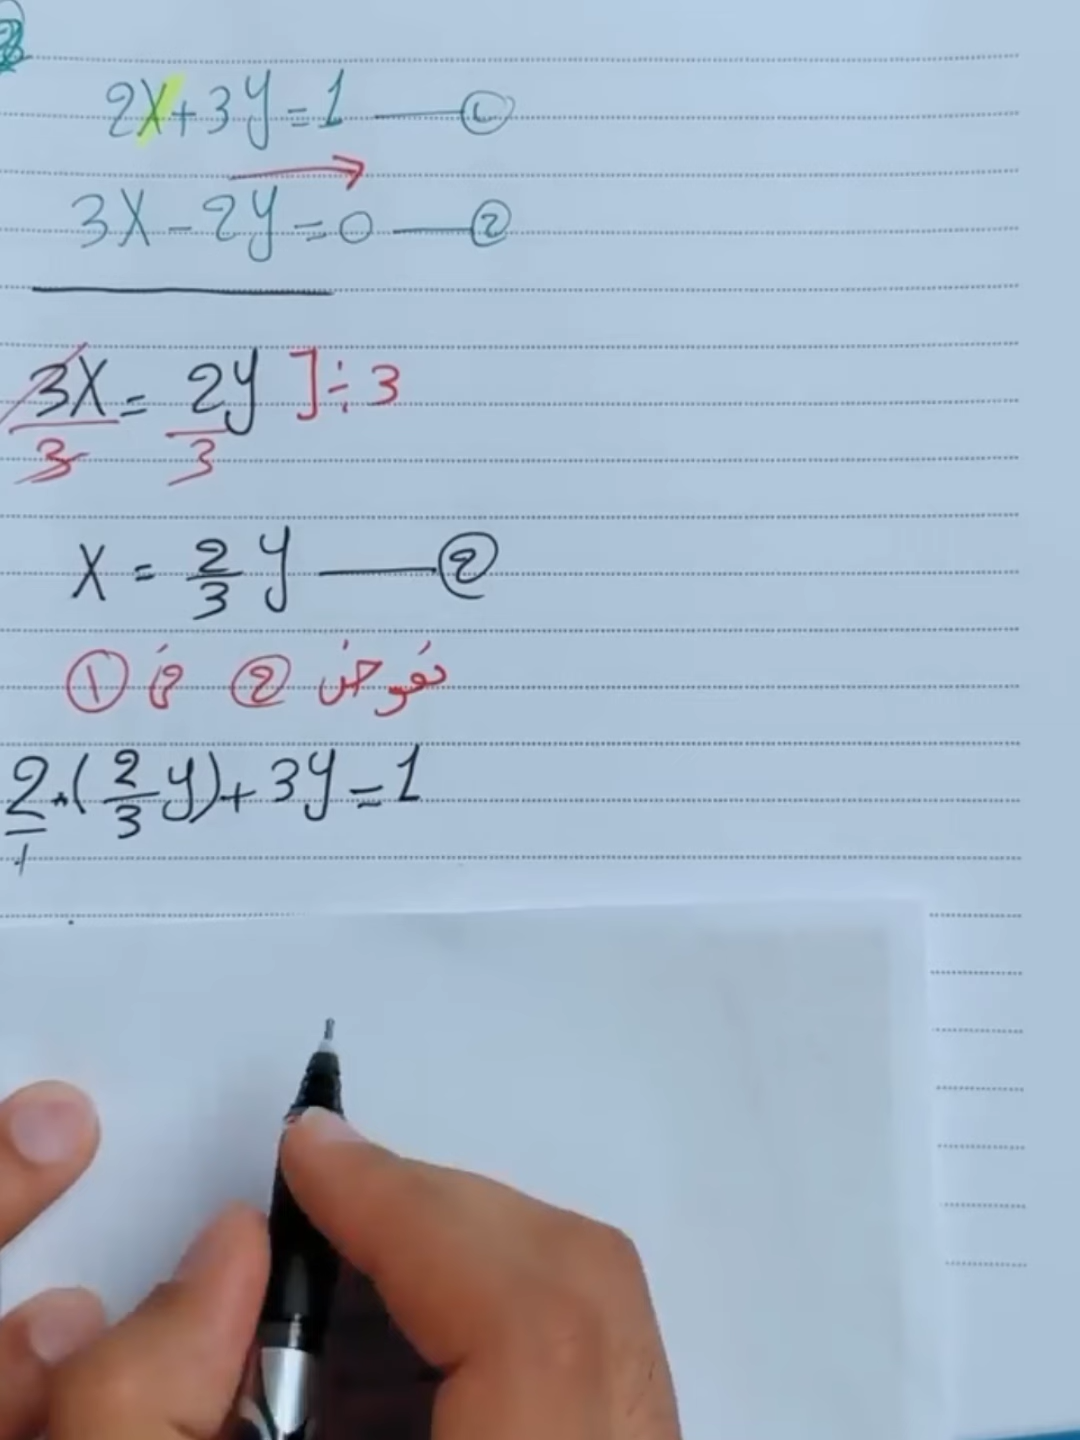 2x+3y=1 —— ①
3x-2y=0 —— ②
3x/3 = 2y/3 ] ÷3
x = 2/3 y —— ②
نعوض ② في ①
2/1 * (2/3 y) + 3y = 1